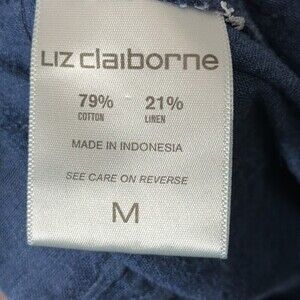 LIZ claiborne
79% 21%
COTTON LINEN
MADE IN INDONESIA
SEE CARE ON REVERSE
M